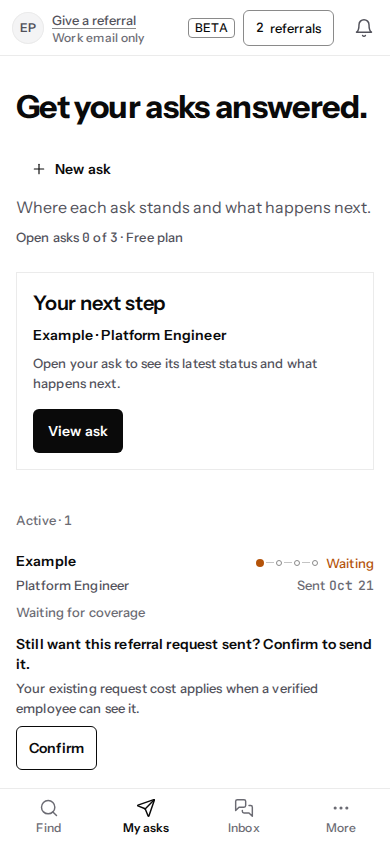 EP
Give a referral
Work email only
BETA
2 referrals
Get your asks answered.
New ask
Where each ask stands and what happens next.
Open asks 0 of 3 · Free plan
Your next step
Example · Platform Engineer
Open your ask to see its latest status and what
happens next.
View ask
Active · 1
Example
Waiting
Platform Engineer
Sent Oct 21
Waiting for coverage
Still want this referral request sent? Confirm to send
it.
Your existing request cost applies when a verified
employee can see it.
Confirm
Find
My asks
Inbox
More